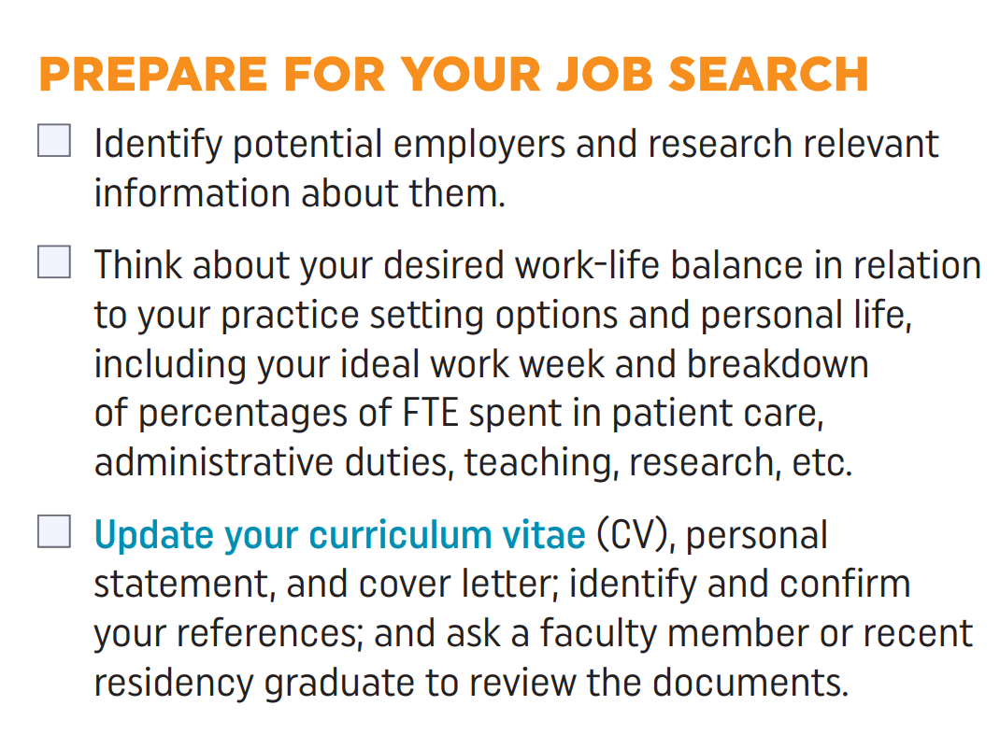 PREPARE FOR YOUR JOB SEARCH
Identify potential employers and research relevant
information about them.
Think about your desired work-life balance in relation
to your practice setting options and personal life,
including your ideal work week and breakdown
of percentages of FTE spent in patient care,
administrative duties, teaching, research, etc.
Update your curriculum vitae (CV), personal
statement, and cover letter; identify and confirm
your references; and ask a faculty member or recent
residency graduate to review the documents.